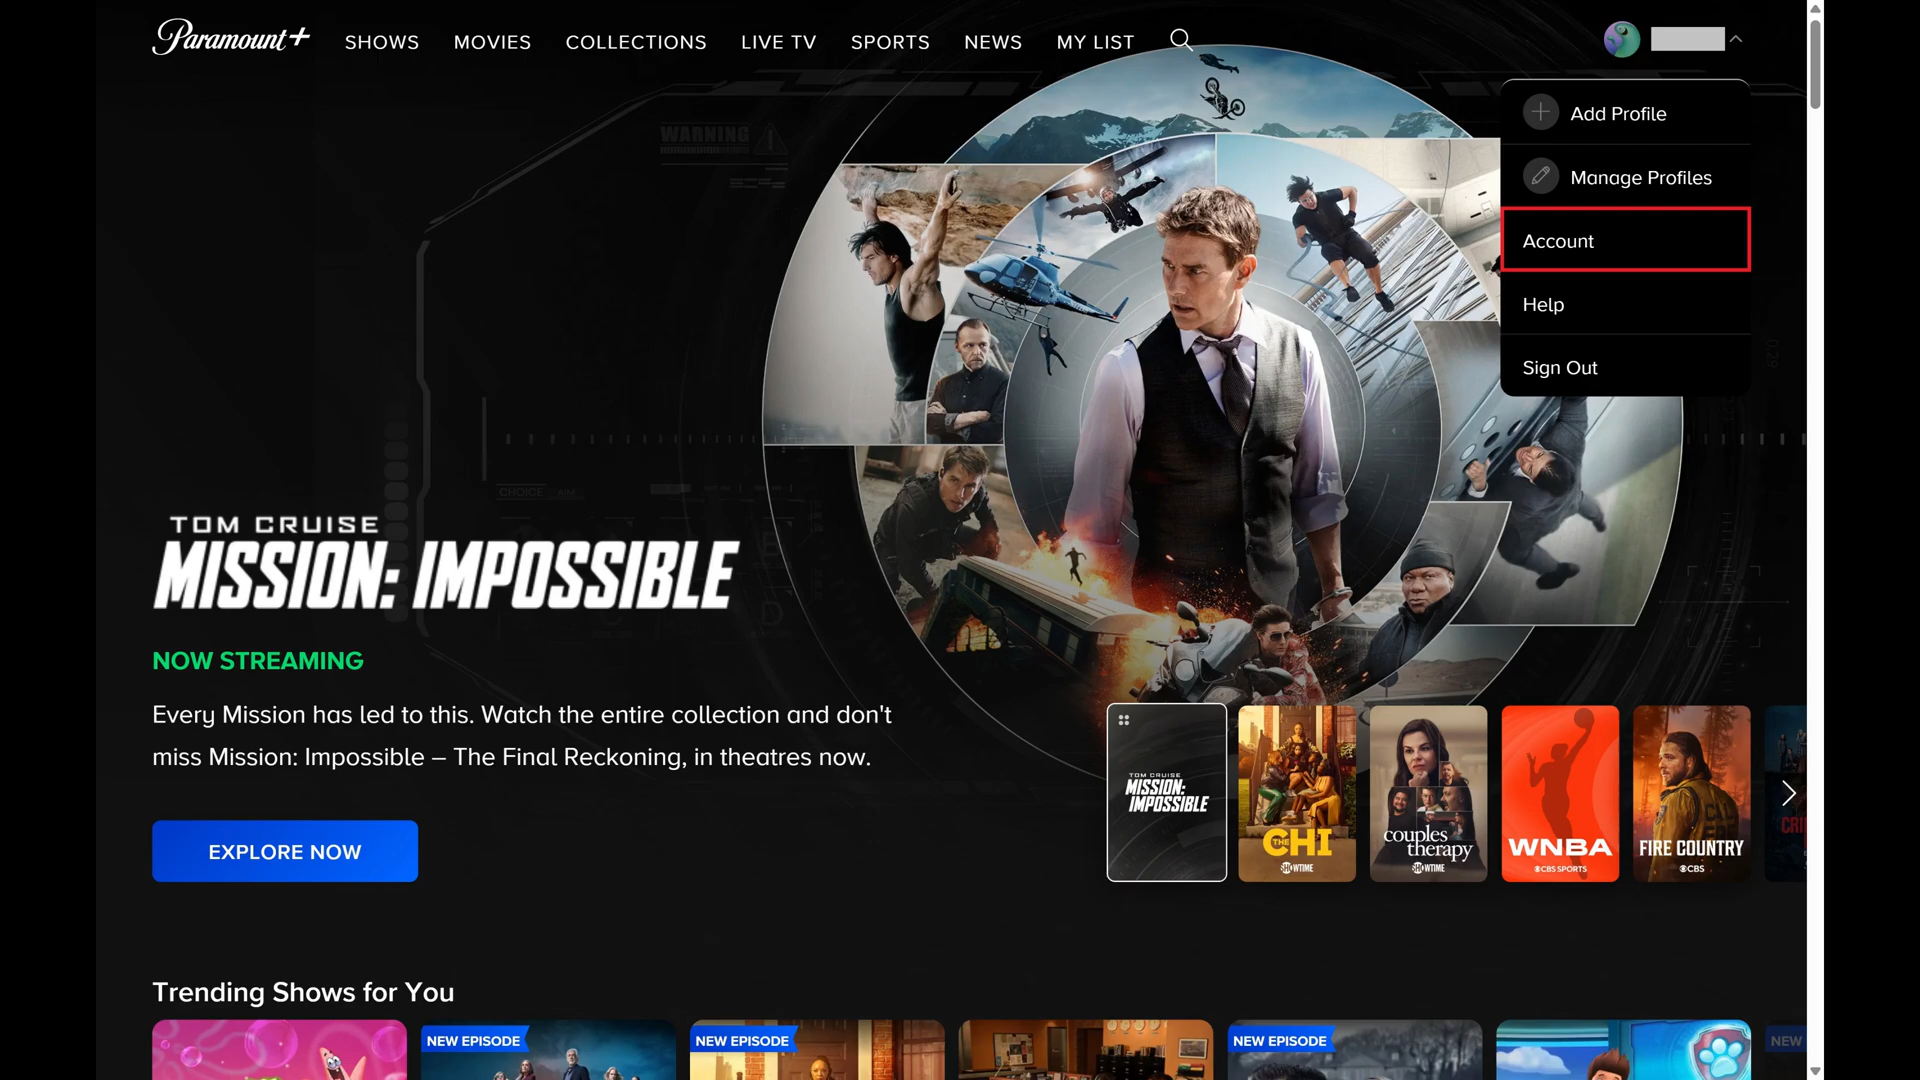 Paramount+
SHOWS
MOVIES
COLLECTIONS
LIVE TV
SPORTS
NEWS
MY LIST
Add Profile
Manage Profiles
Account
Help
Sign Out
WARNING
CHOICE
AIM
TOM CRUISE
MISSION: IMPOSSIBLE
NOW STREAMING
Every Mission has led to this. Watch the entire collection and don't
miss Mission: Impossible – The Final Reckoning, in theatres now.
EXPLORE NOW
TOM CRUISE
MISSION:
IMPOSSIBLE
THE CHI
SHOWTIME
couples
therapy
SHOWTIME
WNBA
CBS SPORTS
FIRE COUNTRY
CBS
CRI
Trending Shows for You
NEW EPISODE
NEW EPISODE
NEW EPISODE
NEW